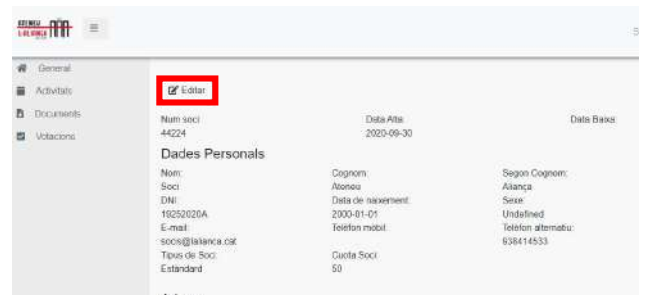 ATENEU
L'ALIANÇA
General
Activitats
Documents
Votacions
Editar
Num soci Data Alta: Data Baixa:
44224 2020-09-30
Dades Personals
Nom: Cognom: Segon Cognom:
Soci Ateneu Aliança
DNI: Data de naixement: Sexe:
19252020A 2000-01-01 Undefined
E-mail: Telèfon mòbil: Telèfon alternatiu:
socis@lalianca.cat 938414533
Tipus de Soci: Cuota Soci:
Estàndard 50